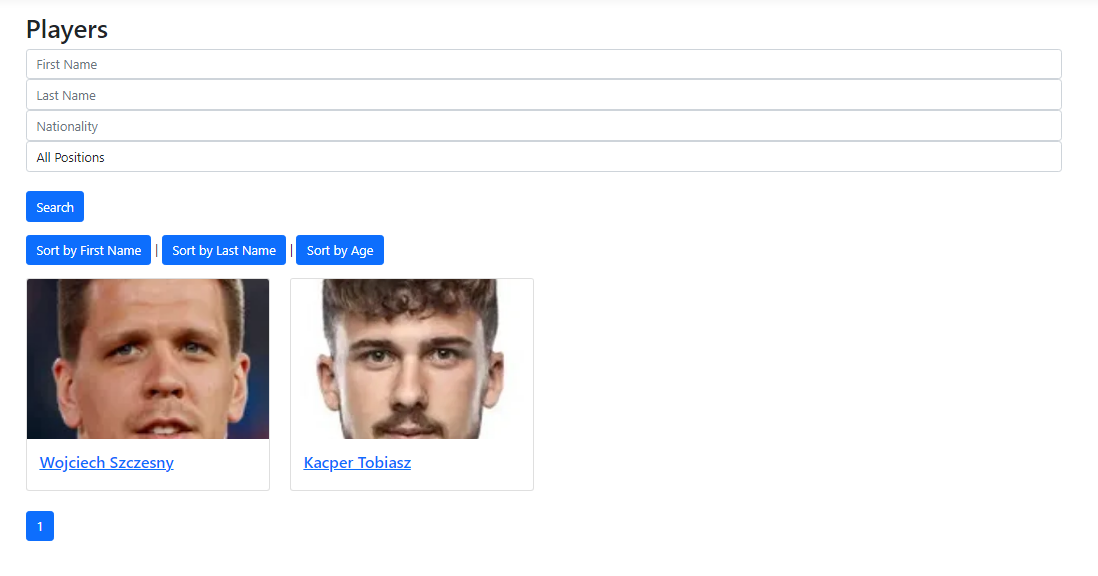 Players
First Name
Last Name
Nationality
All Positions
Search
Sort by First Name | Sort by Last Name | Sort by Age
Wojciech Szczesny
Kacper Tobiasz
1